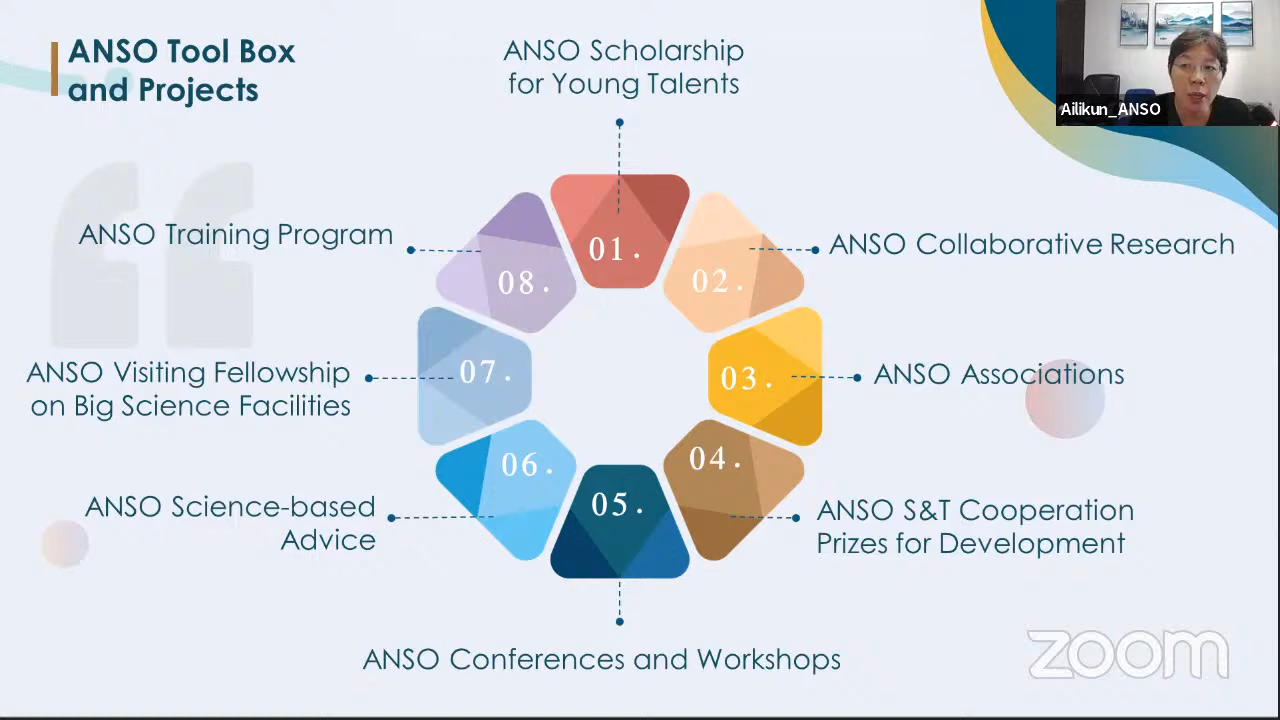 ANSO Tool Box
and Projects
Ailikun_ANSO
ANSO Scholarship
for Young Talents
01.
ANSO Collaborative Research
02.
ANSO Associations
03.
ANSO S&T Cooperation
Prizes for Development
04.
ANSO Conferences and Workshops
05.
ANSO Science-based
Advice
06.
ANSO Visiting Fellowship
on Big Science Facilities
07.
ANSO Training Program
08.
zoom